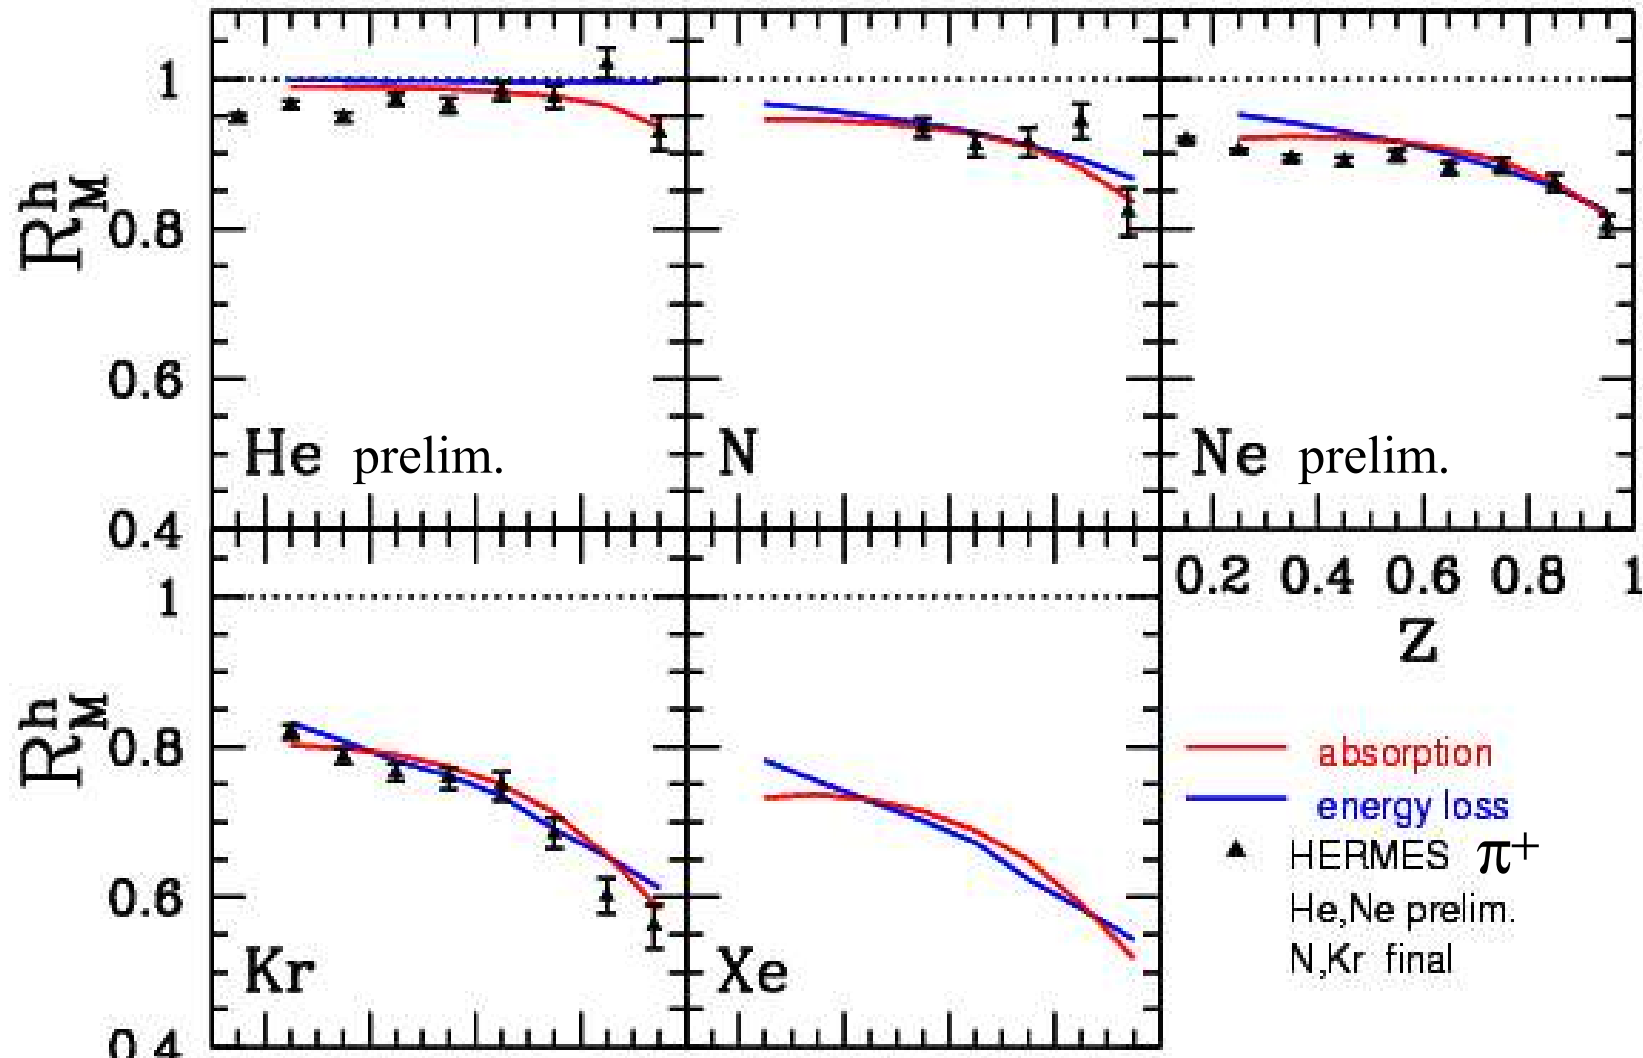 R^h_M
1
0.8
0.6
0.4
He prelim.
N
Ne prelim.
0.2 0.4 0.6 0.8 1
z
R^h_M
1
0.8
0.6
0.4
Kr
Xe
absorption
energy loss
HERMES π+
He,Ne prelim.
N,Kr final